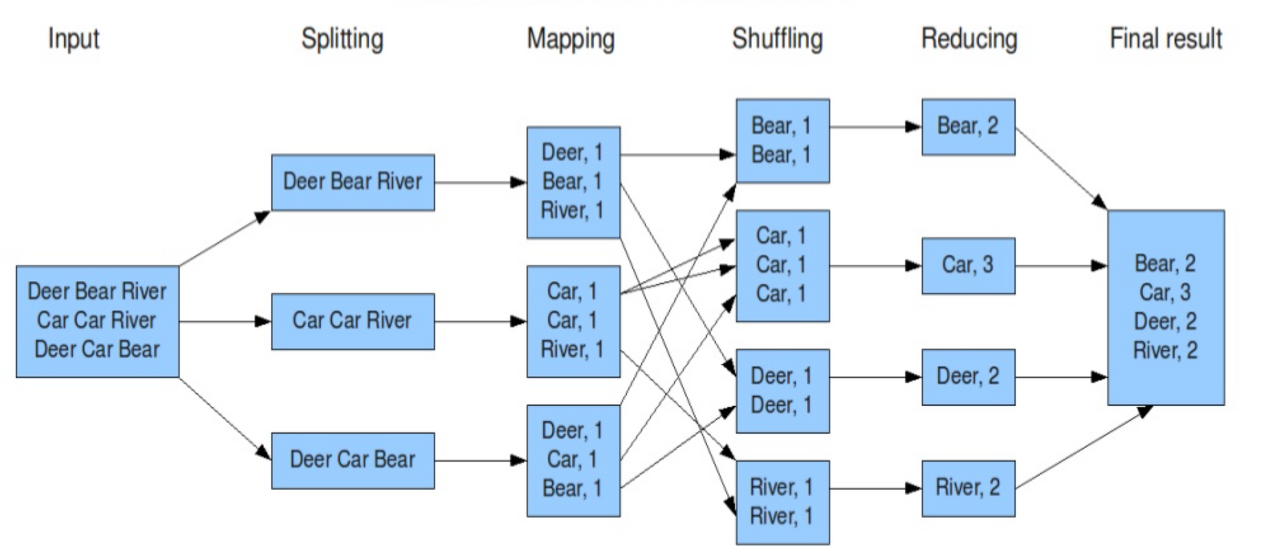 Input
Splitting
Mapping
Shuffling
Reducing
Final result
Deer Bear River
Car Car River
Deer Car Bear
Deer Bear River
Car Car River
Deer Car Bear
Deer, 1
Bear, 1
River, 1
Car, 1
Car, 1
River, 1
Deer, 1
Car, 1
Bear, 1
Bear, 1
Bear, 1
Car, 1
Car, 1
Car, 1
Deer, 1
Deer, 1
River, 1
River, 1
Bear, 2
Car, 3
Deer, 2
River, 2
Bear, 2
Car, 3
Deer, 2
River, 2